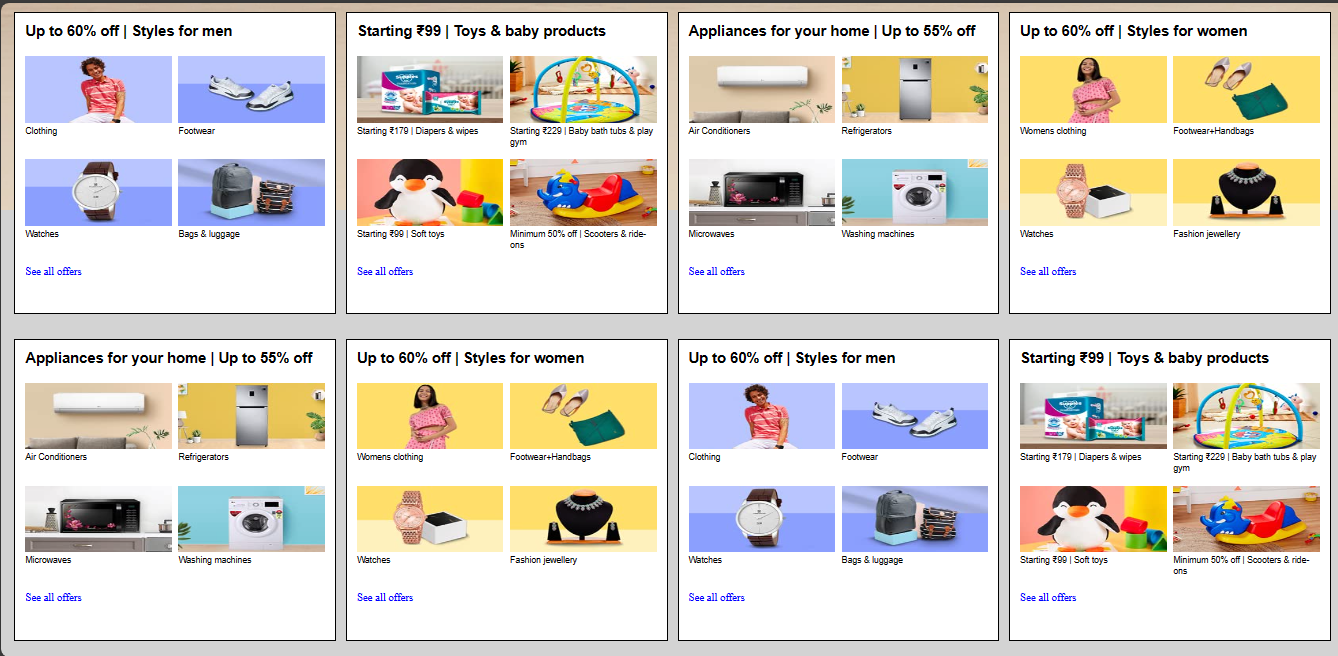 Up to 60% off | Styles for men
Clothing
Footwear
Watches
Bags & luggage
See all offers
Starting ₹99 | Toys & baby products
Starting ₹179 | Diapers & wipes
Starting ₹229 | Baby bath tubs & play
gym
Starting ₹99 | Soft toys
Minimum 50% off | Scooters & ride-
ons
See all offers
Appliances for your home | Up to 55% off
Air Conditioners
Refrigerators
Microwaves
Washing machines
See all offers
Up to 60% off | Styles for women
Womens clothing
Footwear+Handbags
Watches
Fashion jewellery
See all offers
Appliances for your home | Up to 55% off
Air Conditioners
Refrigerators
Microwaves
Washing machines
See all offers
Up to 60% off | Styles for women
Womens clothing
Footwear+Handbags
Watches
Fashion jewellery
See all offers
Up to 60% off | Styles for men
Clothing
Footwear
Watches
Bags & luggage
See all offers
Starting ₹99 | Toys & baby products
Starting ₹179 | Diapers & wipes
Starting ₹229 | Baby bath tubs & play
gym
Starting ₹99 | Soft toys
Minimum 50% off | Scooters & ride-
ons
See all offers